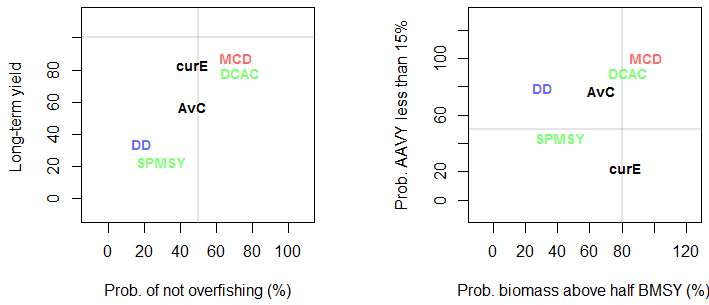 Long-term yield
0 20 40 60 80
MCD
curE
DCAC
AvC
DD
SPMSY
0 20 40 60 80 100
Prob. of not overfishing (%)
Prob. AAVY less than 15%
0 20 60 100
MCD
DCAC
DD
AvC
SPMSY
curE
0 20 40 60 80 120
Prob. biomass above half BMSY (%)